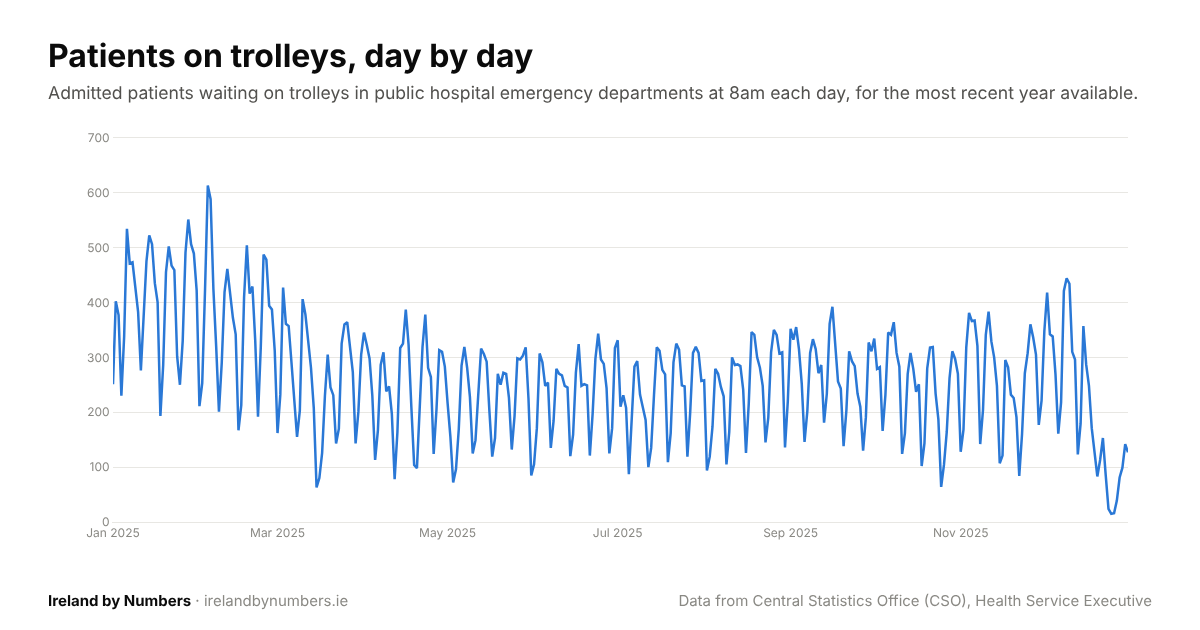 Patients on trolleys, day by day
Admitted patients waiting on trolleys in public hospital emergency departments at 8am each day, for the most recent year available.
700
600
500
400
300
200
100
0
Jan 2025 Mar 2025 May 2025 Jul 2025 Sep 2025 Nov 2025
Ireland by Numbers · irelandbynumbers.ie Data from Central Statistics Office (CSO), Health Service Executive